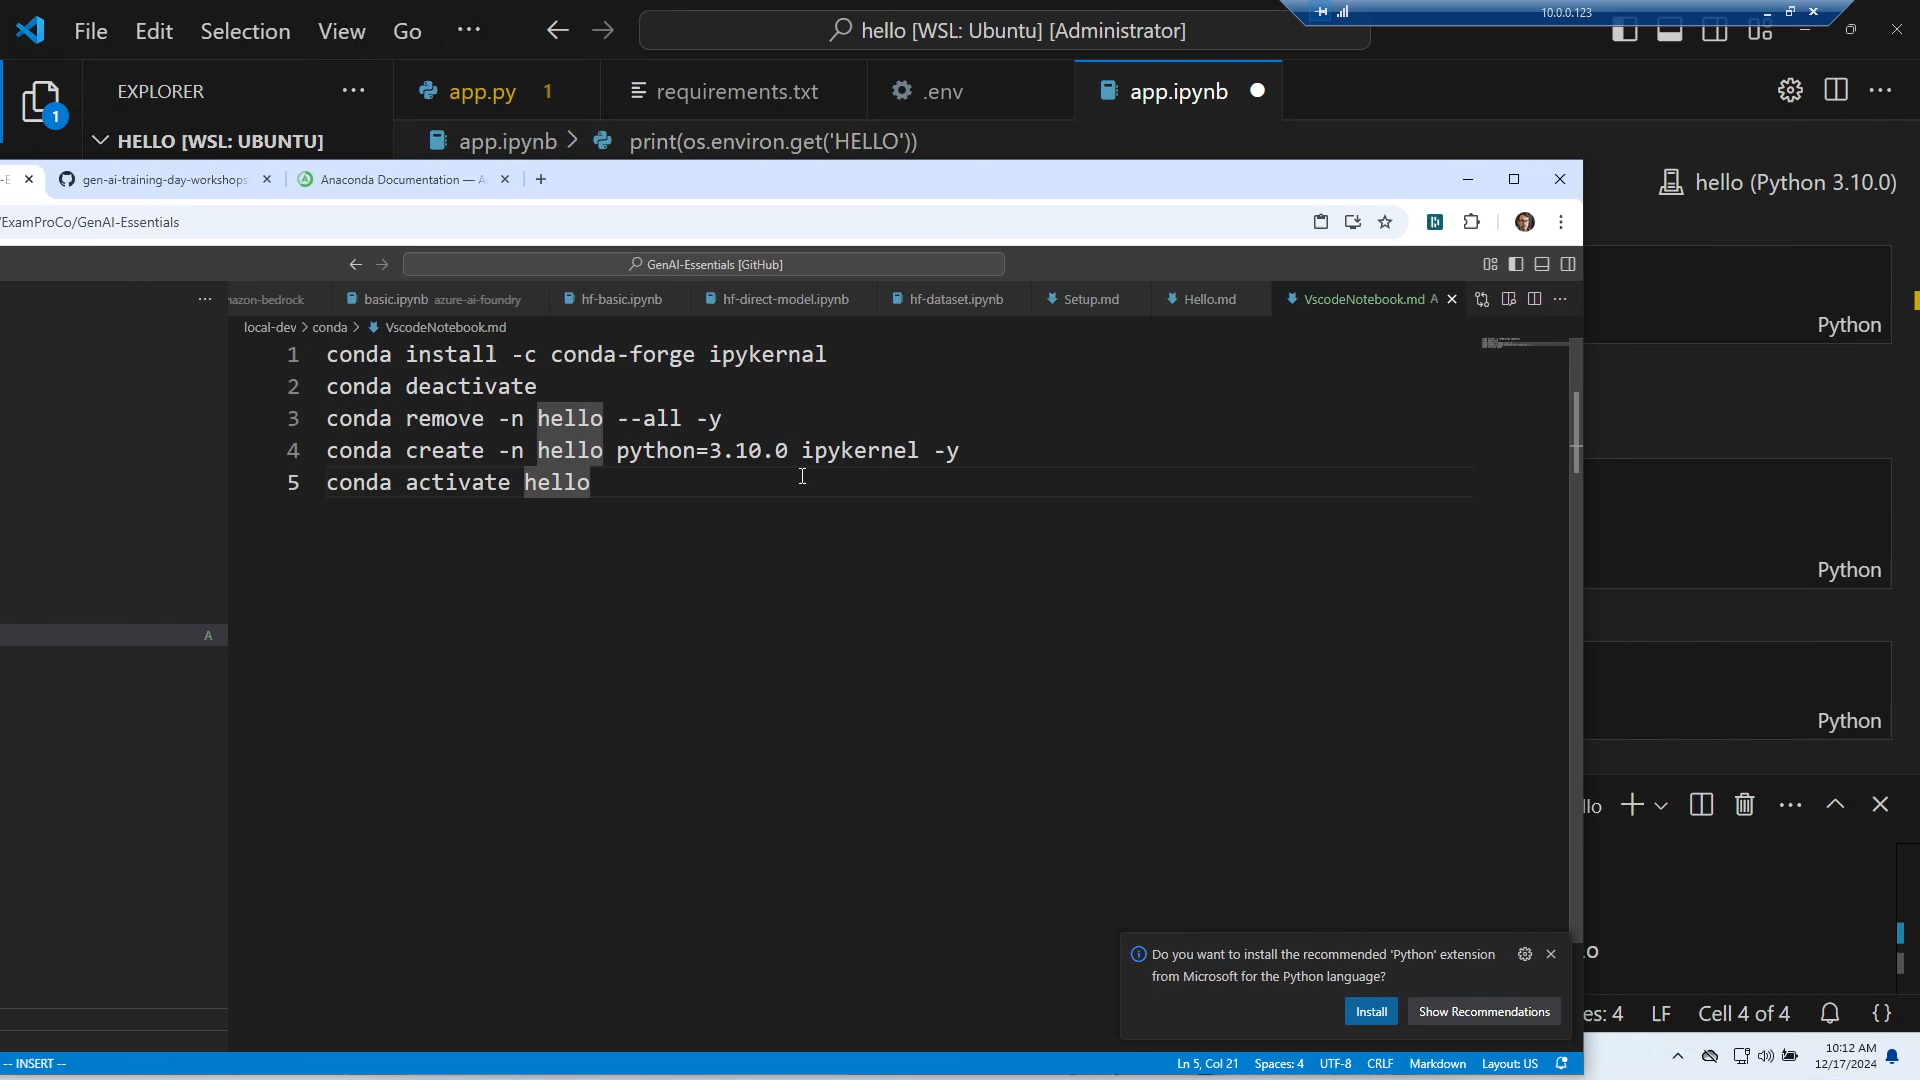 File Edit Selection View Go ···
hello [WSL: Ubuntu] [Administrator]
10.0.0.123
EXPLORER
app.py 1
requirements.txt
.env
app.ipynb
1
HELLO [WSL: UBUNTU]
app.ipynb > print(os.environ.get('HELLO'))
gen-ai-training-day-workshops
Anaconda Documentation — A
hello (Python 3.10.0)
/ExamProCo/GenAI-Essentials
GenAI-Essentials [GitHub]
basic.ipynb azure-ai-foundry
hf-basic.ipynb
hf-direct-model.ipynb
hf-dataset.ipynb
Setup.md
Hello.md
VscodeNotebook.md A
local-dev > conda > VscodeNotebook.md
Python
1 conda install -c conda-forge ipykernal
2 conda deactivate
3 conda remove -n hello --all -y
4 conda create -n hello python=3.10.0 ipykernel -y
5 conda activate hello
Python
A
Python
Do you want to install the recommended 'Python' extension
from Microsoft for the Python language?
Install
Show Recommendations
LF
Cell 4 of 4
-- INSERT --
Ln 5, Col 21
Spaces: 4
UTF-8
CRLF
Markdown
Layout: US
10:12 AM
12/17/2024